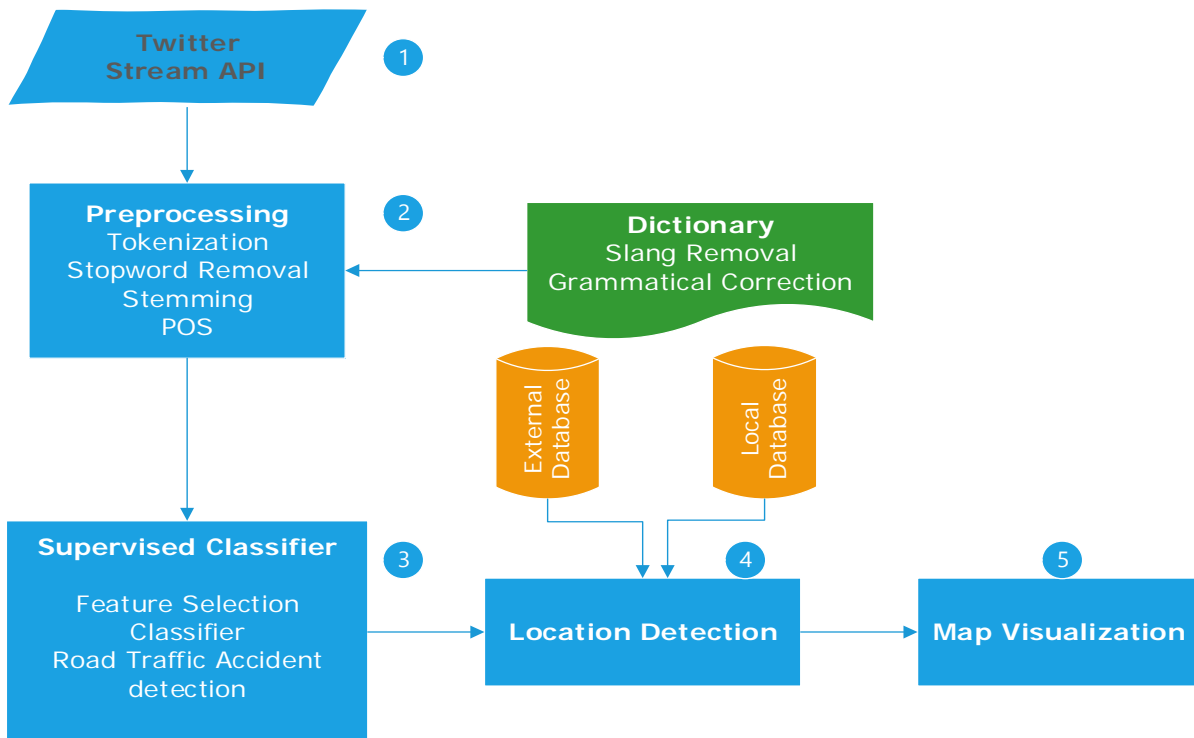 Twitter
Stream API
1
Preprocessing
Tokenization
Stopword Removal
Stemming
POS
2
Dictionary
Slang Removal
Grammatical Correction
External
Database
Local
Database
Supervised Classifier
Feature Selection
Classifier
Road Traffic Accident
detection
3
Location Detection
4
Map Visualization
5